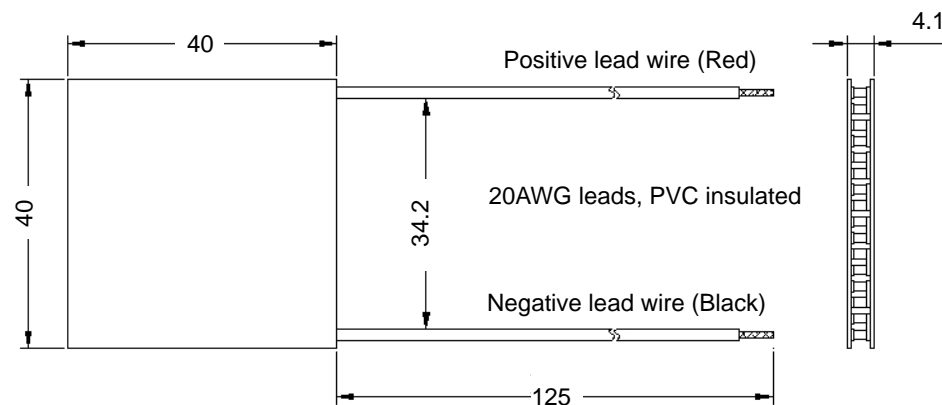 4.1
40
Positive lead wire (Red)
40
34.2
20AWG leads, PVC insulated
Negative lead wire (Black)
125